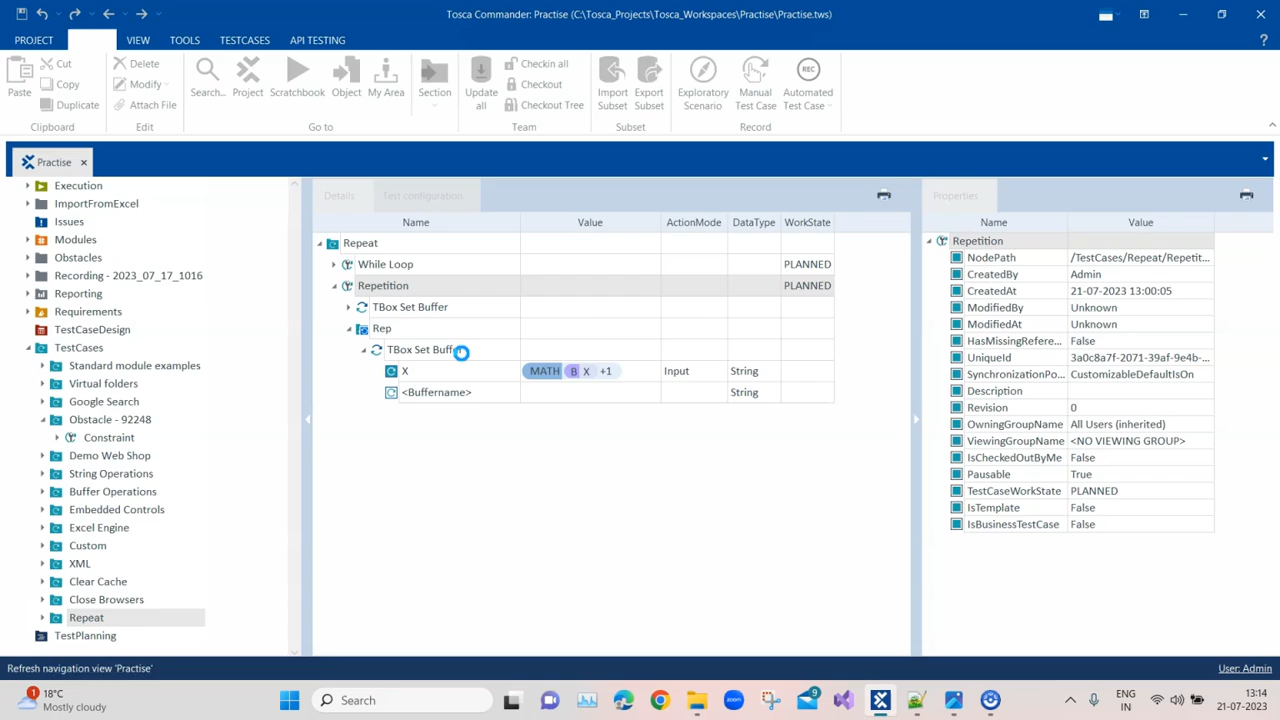 Tosca Commander: Practise (C:\Tosca_Projects\Tosca_Workspaces\Practise\Practise.tws)
PROJECT VIEW TOOLS TESTCASES API TESTING
Paste
Cut
Copy
Duplicate
Clipboard
Delete
Modify
Attach File
Edit
Search...
Project
Scratchbook
Object
My Area
Section
Go to
Update all
Checkin all
Checkout
Checkout Tree
Team
Import Subset
Export Subset
Subset
Exploratory Scenario
REC
Manual Test Case
Automated Test Case
Record
Practise
Execution
ImportFromExcel
Issues
Modules
Obstacles
Recording - 2023_07_17_1016
Reporting
Requirements
TestCaseDesign
TestCases
Standard module examples
Virtual folders
Google Search
Obstacle - 92248
Constraint
Demo Web Shop
String Operations
Buffer Operations
Embedded Controls
Excel Engine
Custom
XML
Clear Cache
Close Browsers
Repeat
TestPlanning
Details Test configuration
Name Value ActionMode DataType WorkState
Repeat
While Loop PLANNED
Repetition PLANNED
TBox Set Buffer
Rep
TBox Set Buffer
X MATH B X +1 Input String
<Buffername> String
Properties
Name Value
Repetition
NodePath /TestCases/Repeat/Repetit...
CreatedBy Admin
CreatedAt 21-07-2023 13:00:05
ModifiedBy Unknown
ModifiedAt Unknown
HasMissingRefere... False
UniqueId 3a0c8a7f-2071-39af-9e4b-...
SynchronizationPo... CustomizableDefaultIsOn
Description
Revision 0
OwningGroupName All Users (inherited)
ViewingGroupName <NO VIEWING GROUP>
IsCheckedOutByMe False
Pausable True
TestCaseWorkState PLANNED
IsTemplate False
IsBusinessTestCase False
Refresh navigation view 'Practise' User: Admin
1
18°C
Mostly cloudy
Search
9
ENG
IN
13:14
21-07-2023